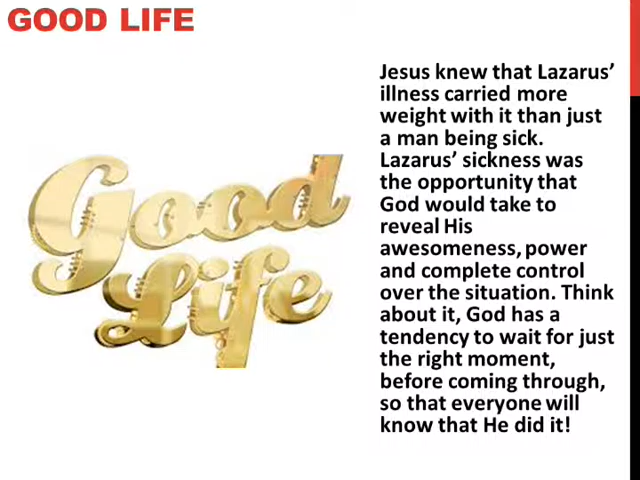 GOOD LIFE
Good
Life
Jesus knew that Lazarus’
illness carried more
weight with it than just
a man being sick.
Lazarus’ sickness was
the opportunity that
God would take to
reveal His
awesomeness, power
and complete control
over the situation. Think
about it, God has a
tendency to wait for just
the right moment,
before coming through,
so that everyone will
know that He did it!